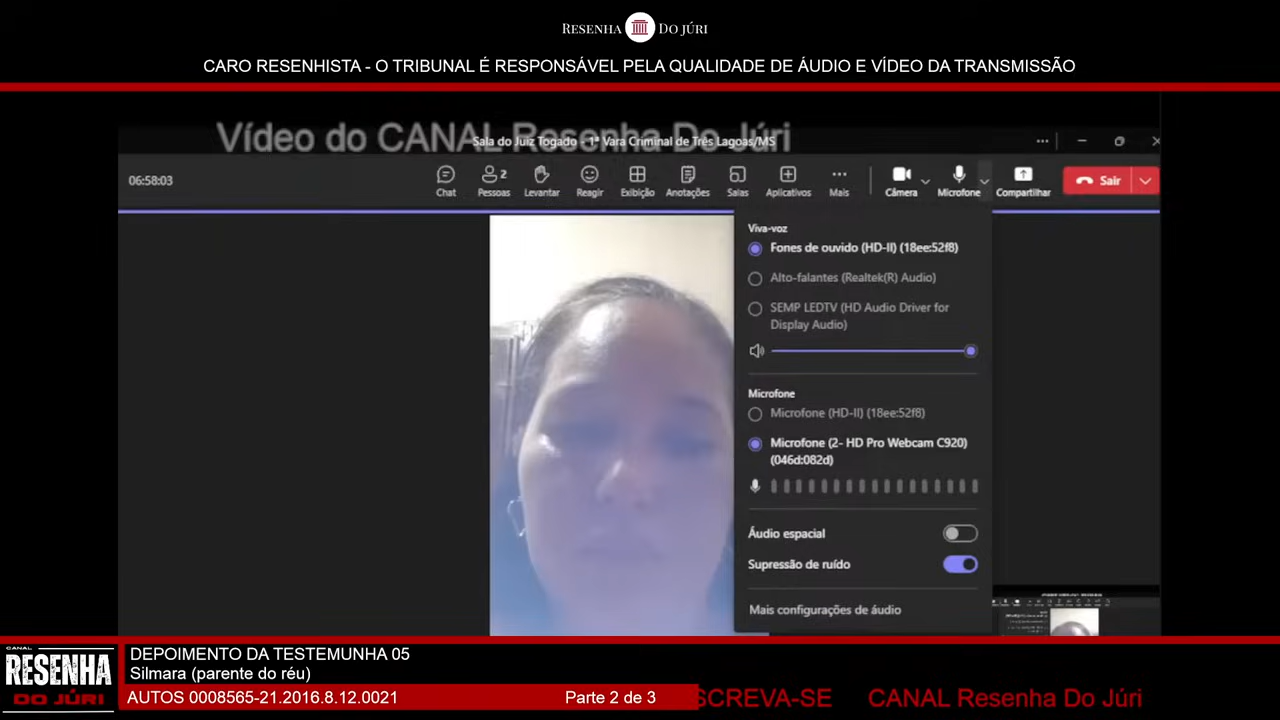 RESENHA DO JÚRI
CARO RESENHISTA - O TRIBUNAL É RESPONSÁVEL PELA QUALIDADE DE ÁUDIO E VÍDEO DA TRANSMISSÃO
Vídeo do CANAL Resenha Do Júri
Sala do Juiz Togado - 1ª Vara Criminal de Três Lagoas/MS
06:58:03
Chat
Pessoas 2
Levantar
Reagir
Exibição
Anotações
Salas
Aplicativos
Mais
Câmera
Microfone
Compartilhar
Sair
Viva-voz
Fones de ouvido (HD-II) (18ee:52f8)
Alto-falantes (Realtek(R) Audio)
SEMP LEDTV (HD Audio Driver for
Display Audio)
Microfone
Microfone (HD-II) (18ee:52f8)
Microfone (2- HD Pro Webcam C920)
(046d:082d)
Áudio espacial
Supressão de ruído
Mais configurações de áudio
CANAL
RESENHA
DO JÚRI
DEPOIMENTO DA TESTEMUNHA 05
Silmara (parente do réu)
AUTOS 0008565-21.2016.8.12.0021
Parte 2 de 3
SCREVA-SE
CANAL Resenha Do Júri